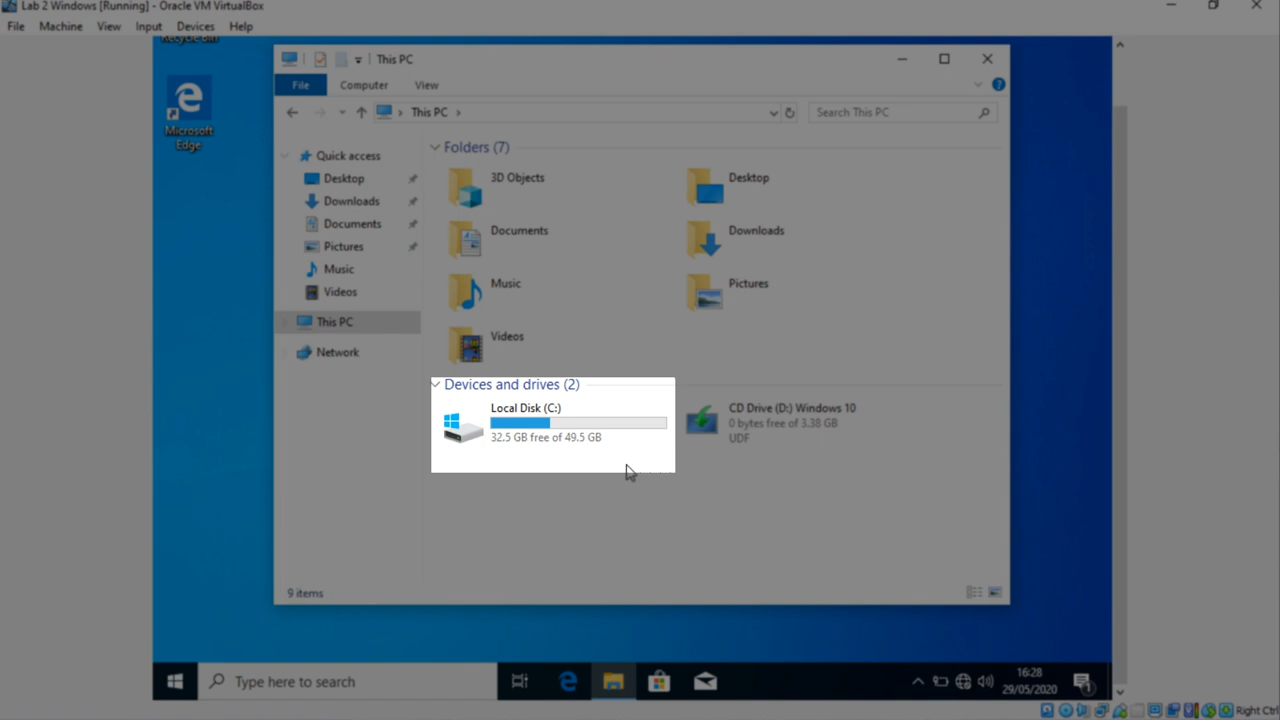 Lab 2 Windows [Running] - Oracle VM VirtualBox
File Machine View Input Devices Help
Recycle Bin
This PC
File Computer View
This PC
Search This PC
Microsoft
Edge
Quick access
Desktop
Downloads
Documents
Pictures
Music
Videos
This PC
Network
Folders (7)
3D Objects
Desktop
Documents
Downloads
Music
Pictures
Videos
Devices and drives (2)
Local Disk (C:)
32.5 GB free of 49.5 GB
CD Drive (D:) Windows 10
0 bytes free of 3.38 GB
UDF
9 items
Type here to search
16:28
29/05/2020
1
Right Ctrl